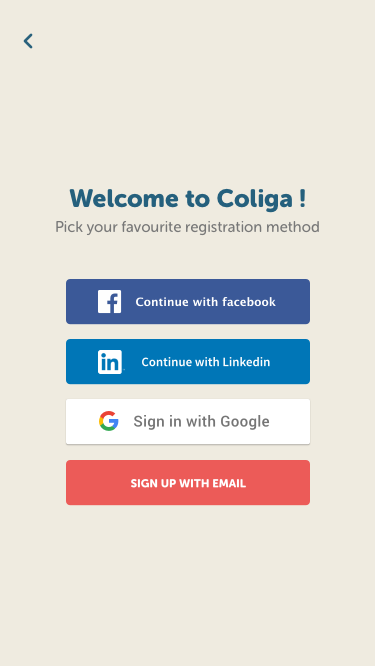 Welcome to Coliga !
Pick your favourite registration method
Continue with facebook
in
Continue with Linkedin
Sign in with Google
SIGN UP WITH EMAIL